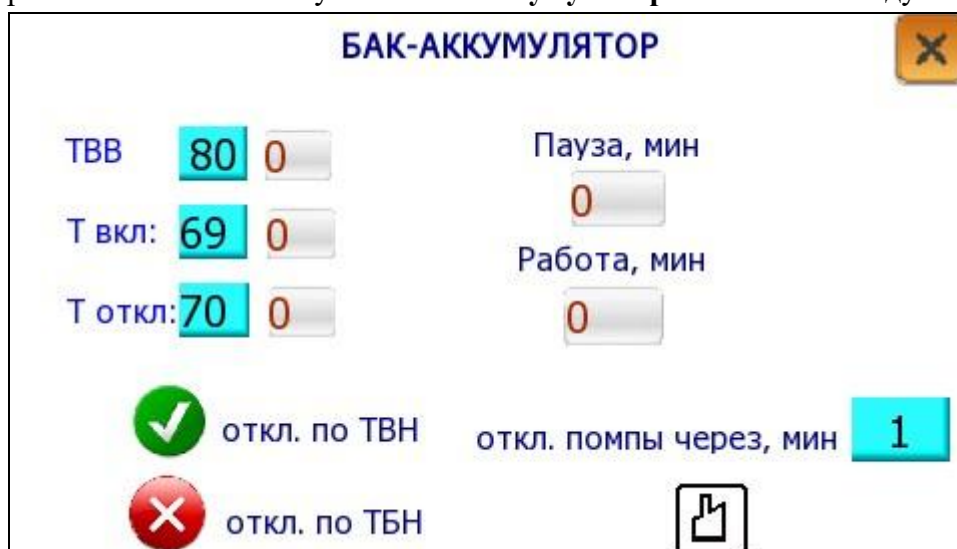 БАК-АККУМУЛЯТОР
ТВВ 80 0
Т вкл: 69 0
Т откл: 70 0
Пауза, мин
0
Работа, мин
0
откл. по ТВН
откл. помпы через, мин 1
откл. по ТБН